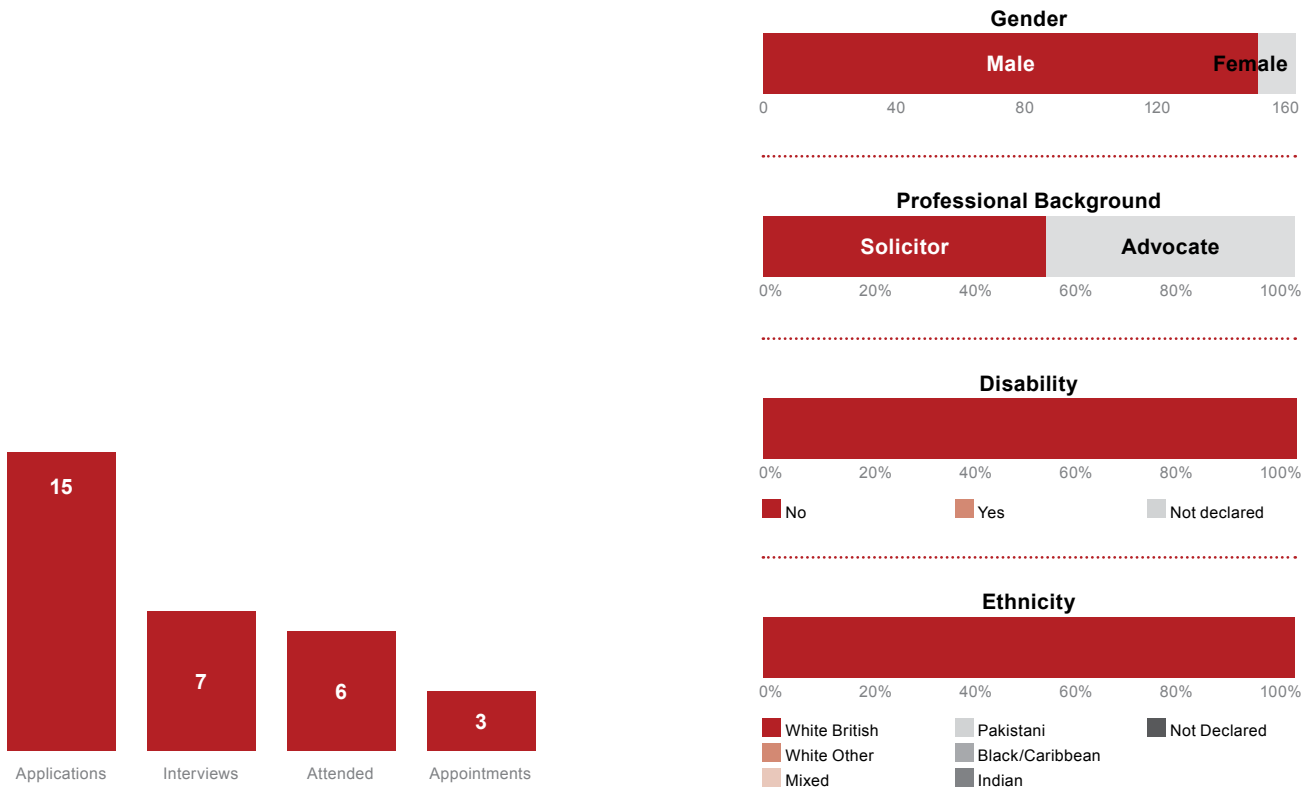 15
7
6
3
Applications Interviews Attended Appointments
Gender
Male Female
0 40 80 120 160
Professional Background
Solicitor Advocate
0% 20% 40% 60% 80% 100%
Disability
0% 20% 40% 60% 80% 100%
No Yes Not declared
Ethnicity
0% 20% 40% 60% 80% 100%
White British Pakistani Not Declared
White Other Black/Caribbean
Mixed Indian